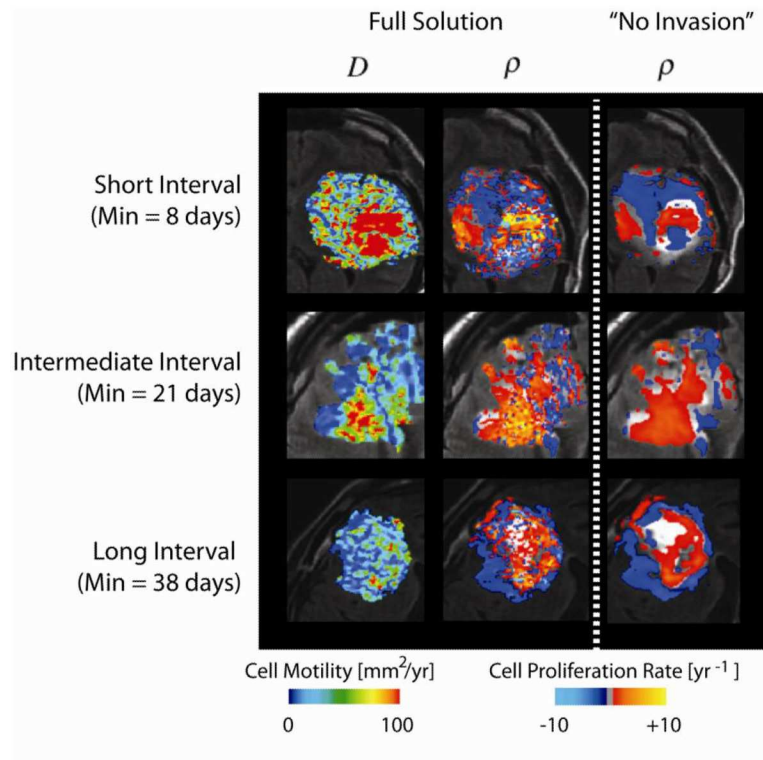 Full Solution "No Invasion"
D ρ ρ
Short Interval
(Min = 8 days)
Intermediate Interval
(Min = 21 days)
Long Interval
(Min = 38 days)
Cell Motility [mm²/yr] Cell Proliferation Rate [yr⁻¹ ]
0 100 -10 +10